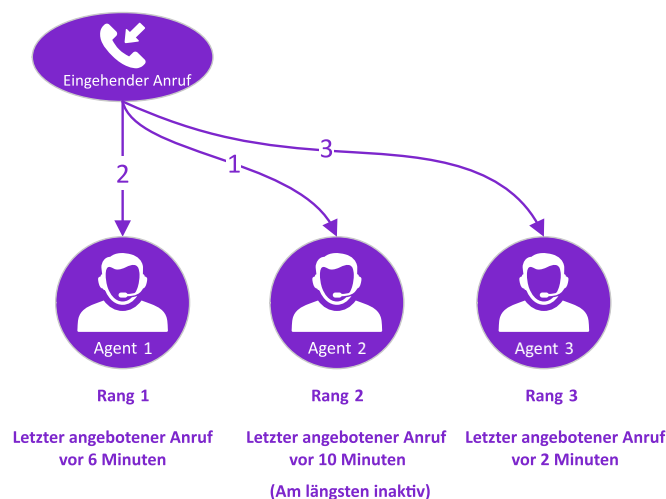 Eingehender Anruf
2
1
3
Agent 1
Agent 2
Agent 3
Rang 1
Rang 2
Rang 3
Letzter angebotener Anruf
vor 6 Minuten
Letzter angebotener Anruf
vor 10 Minuten
(Am längsten inaktiv)
Letzter angebotener Anruf
vor 2 Minuten